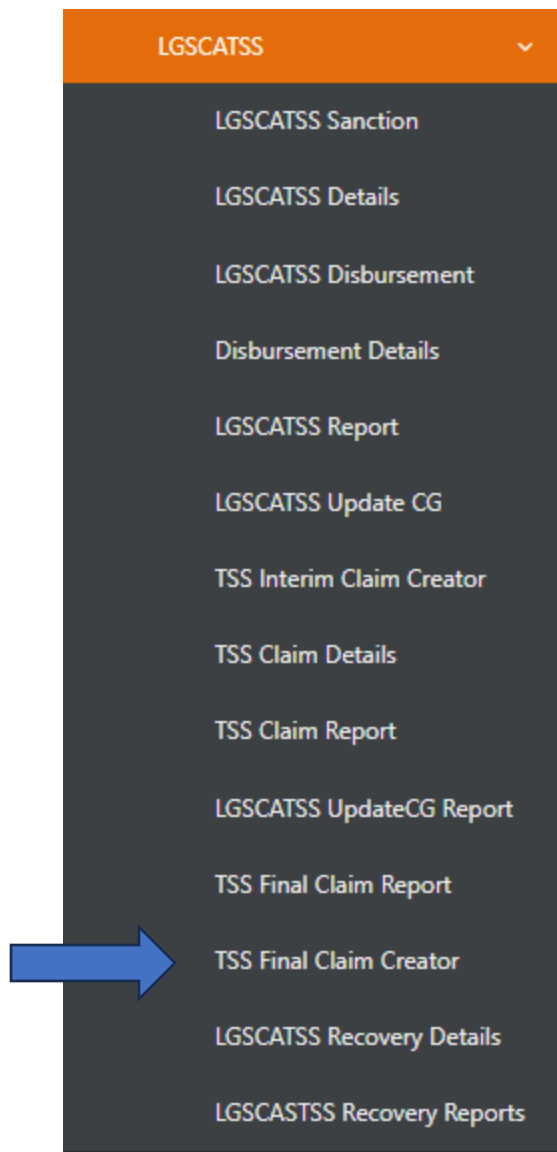 LGSCATSS
LGSCATSS Sanction
LGSCATSS Details
LGSCATSS Disbursement
Disbursement Details
LGSCATSS Report
LGSCATSS Update CG
TSS Interim Claim Creator
TSS Claim Details
TSS Claim Report
LGSCATSS UpdateCG Report
TSS Final Claim Report
TSS Final Claim Creator
LGSCATSS Recovery Details
LGSCASTSS Recovery Reports